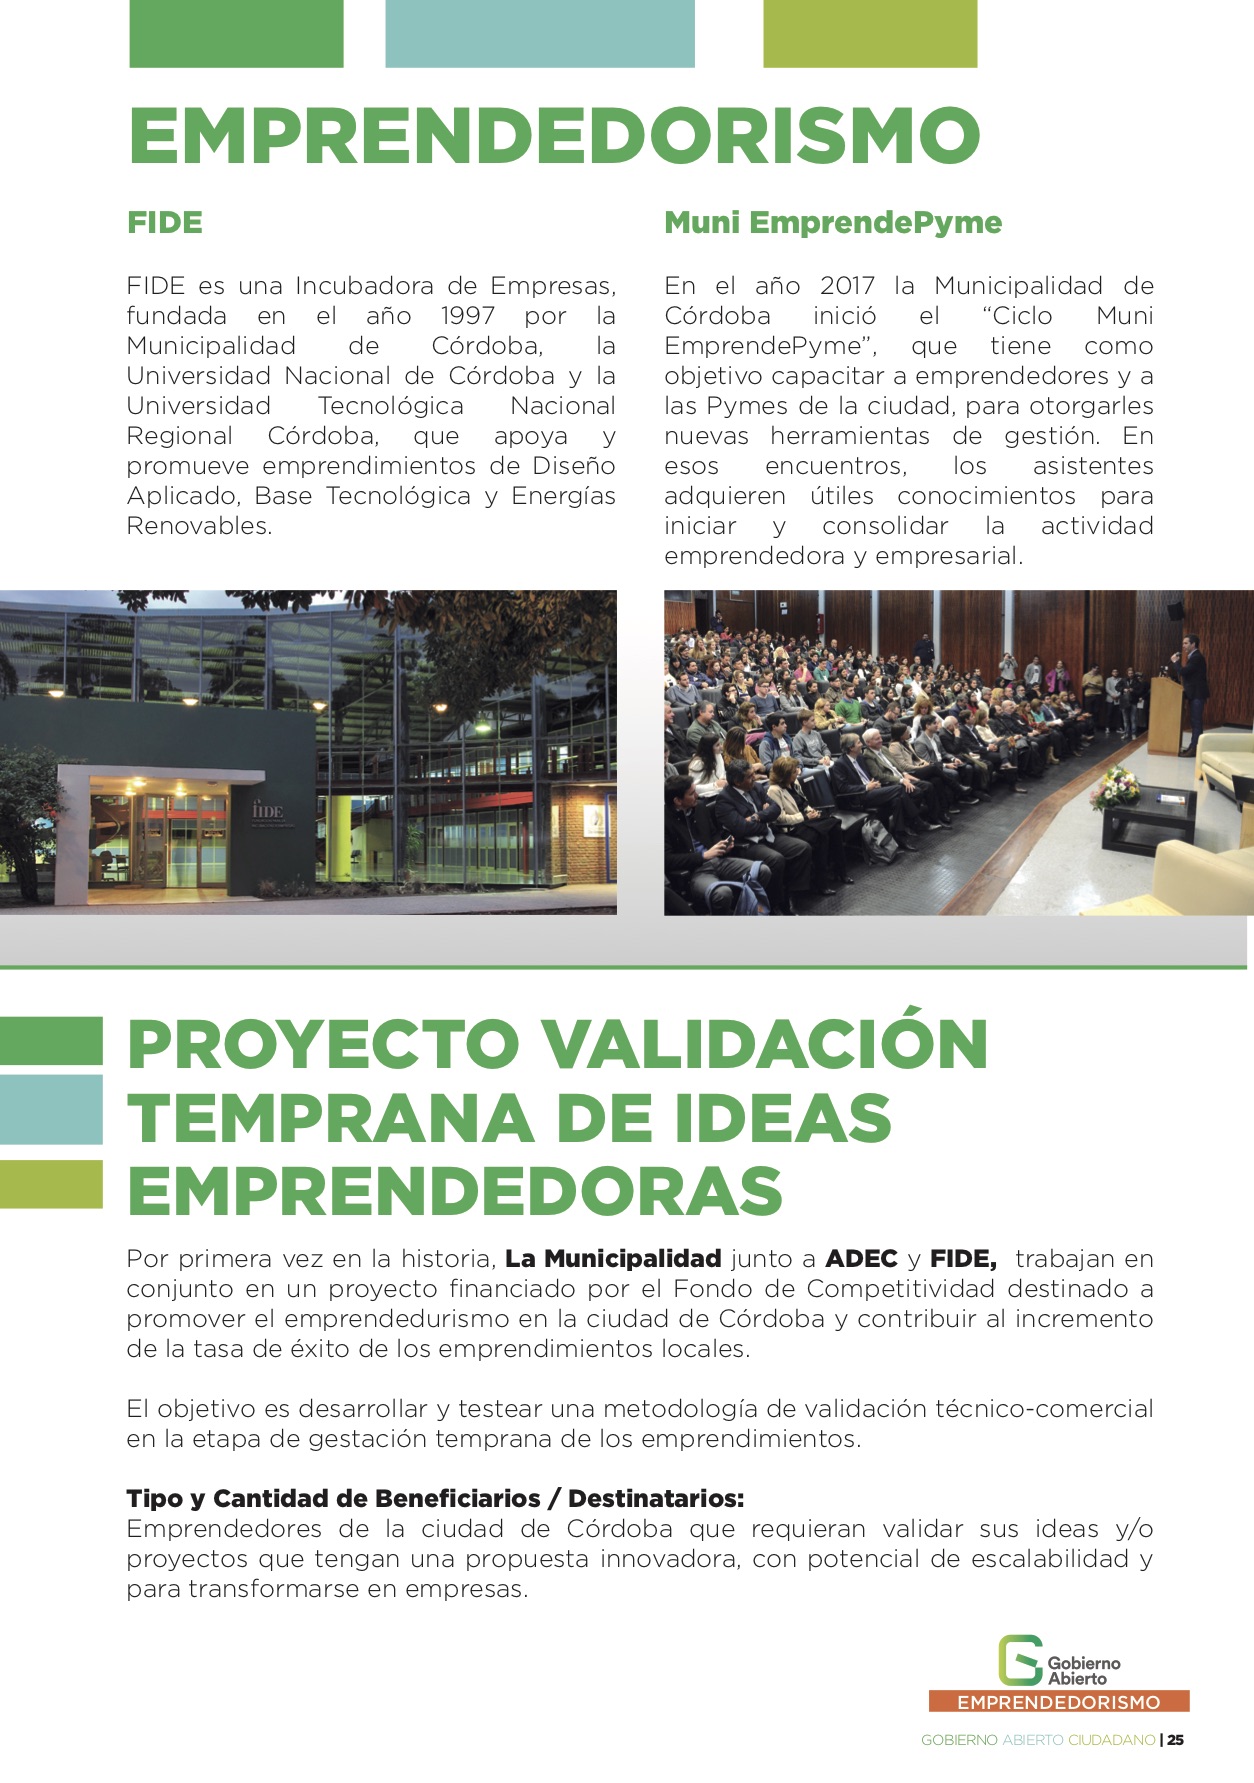 EMPRENDEDORISMO
FIDE
FIDE es una Incubadora de Empresas,
fundada en el año 1997 por la
Municipalidad de Córdoba, la
Universidad Nacional de Córdoba y la
Universidad Tecnológica Nacional
Regional Córdoba, que apoya y
promueve emprendimientos de Diseño
Aplicado, Base Tecnológica y Energías
Renovables.
Muni EmprendePyme
En el año 2017 la Municipalidad de
Córdoba inició el “Ciclo Muni
EmprendePyme”, que tiene como
objetivo capacitar a emprendedores y a
las Pymes de la ciudad, para otorgarles
nuevas herramientas de gestión. En
esos encuentros, los asistentes
adquieren útiles conocimientos para
iniciar y consolidar la actividad
emprendedora y empresarial.
FIDE
PROYECTO VALIDACIÓN
TEMPRANA DE IDEAS
EMPRENDEDORAS
Por primera vez en la historia, La Municipalidad junto a ADEC y FIDE, trabajan en
conjunto en un proyecto financiado por el Fondo de Competitividad destinado a
promover el emprendedurismo en la ciudad de Córdoba y contribuir al incremento
de la tasa de éxito de los emprendimientos locales.
El objetivo es desarrollar y testear una metodología de validación técnico-comercial
en la etapa de gestación temprana de los emprendimientos.
Tipo y Cantidad de Beneficiarios / Destinatarios:
Emprendedores de la ciudad de Córdoba que requieran validar sus ideas y/o
proyectos que tengan una propuesta innovadora, con potencial de escalabilidad y
para transformarse en empresas.
Gobierno
Abierto
EMPRENDEDORISMO
GOBIERNO ABIERTO CIUDADANO | 25